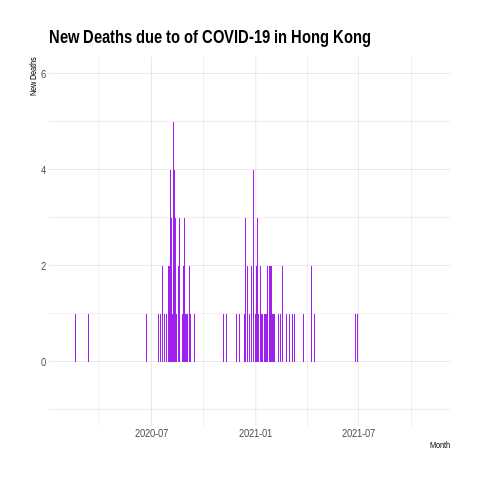 New Deaths due to of COVID-19 in Hong Kong
New Deaths
6
4
2
0
2020-07 2021-01 2021-07
Month